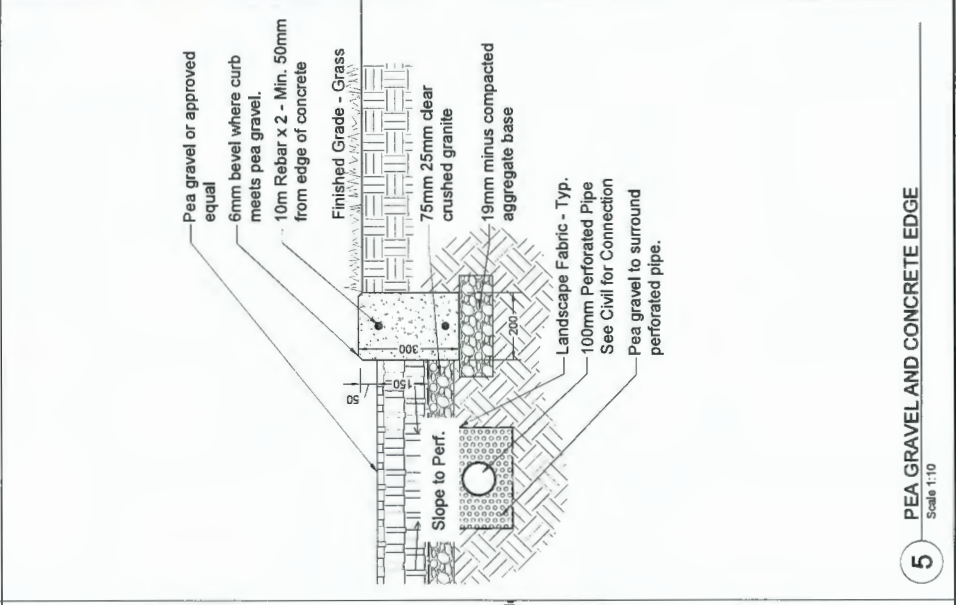 Pea gravel or approved
equal
6mm bevel where curb
meets pea gravel.
10m Rebar x 2 - Min. 50mm
from edge of concrete
Finished Grade - Grass
75mm 25mm clear
crushed granite
19mm minus compacted
aggregate base
Landscape Fabric - Typ.
100mm Perforated Pipe
See Civil for Connection
Pea gravel to surround
perforated pipe.
50
150
300
200
Slope to Perf.
5
PEA GRAVEL AND CONCRETE EDGE
Scale 1:10